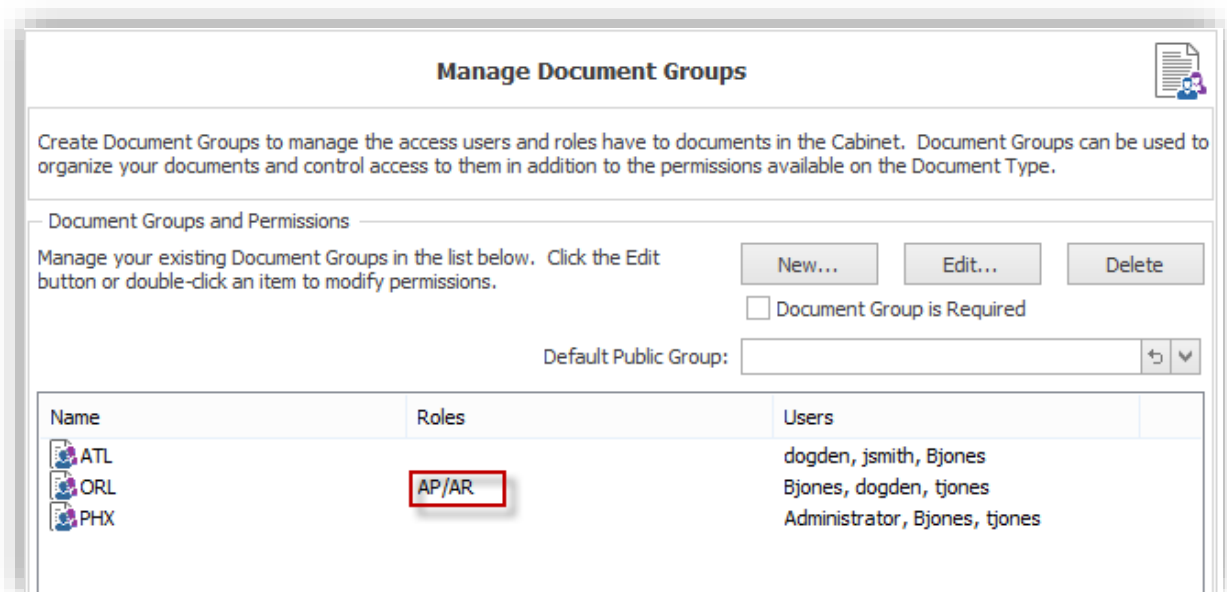 Manage Document Groups
Create Document Groups to manage the access users and roles have to documents in the Cabinet.  Document Groups can be used to
organize your documents and control access to them in addition to the permissions available on the Document Type.
Document Groups and Permissions
Manage your existing Document Groups in the list below.  Click the Edit
button or double-click an item to modify permissions.
New... Edit... Delete
Document Group is Required
Default Public Group:
Name Roles Users
ATL dogden, jsmith, Bjones
ORL AP/AR Bjones, dogden, tjones
PHX Administrator, Bjones, tjones